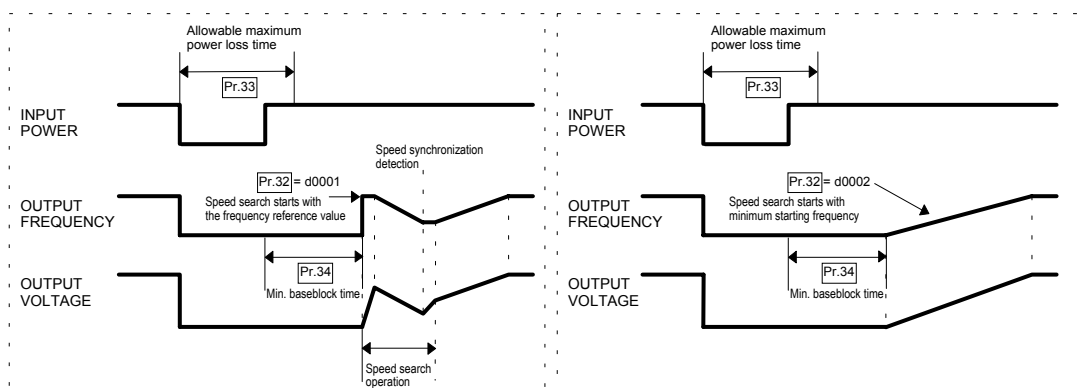 Allowable maximum
power loss time
Pr.33
INPUT
POWER
Speed synchronization
detection
Pr.32 = d0001
Speed search starts with
the frequency reference value
OUTPUT
FREQUENCY
Pr.34
Min. baseblock time
OUTPUT
VOLTAGE
Speed search
operation
Allowable maximum
power loss time
Pr.33
INPUT
POWER
Pr.32 = d0002
Speed search starts with
minimum starting frequency
OUTPUT
FREQUENCY
Pr.34
Min. baseblock time
OUTPUT
VOLTAGE